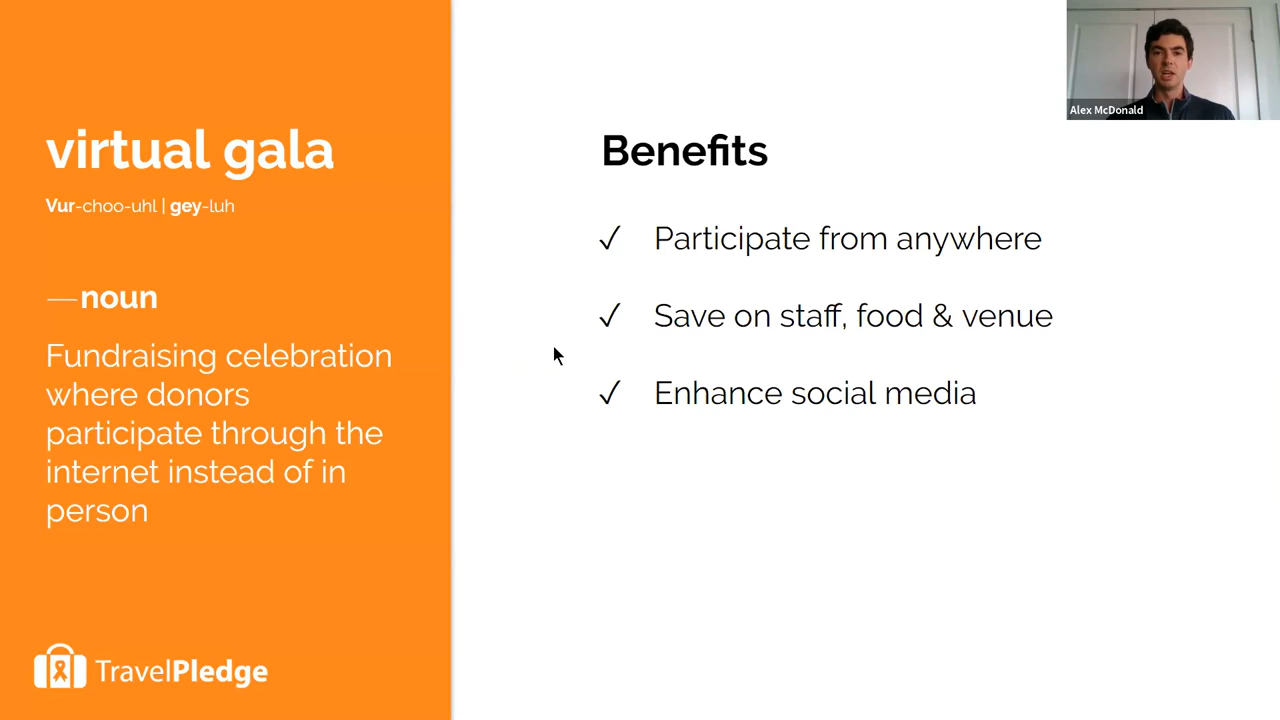 virtual gala
Vur-choo-uhl | gey-luh
—noun
Fundraising celebration
where donors
participate through the
internet instead of in
person
TravelPledge
Benefits
✓ Participate from anywhere
✓ Save on staff, food & venue
✓ Enhance social media
Alex McDonald